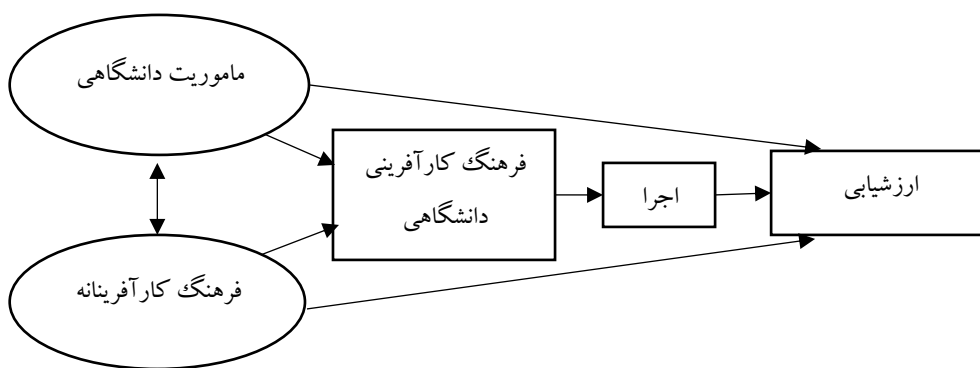 ماموریت دانشگاهی
فرهنگ کارآفرینی
دانشگاهی
اجرا
ارزشیابی
فرهنگ کارآفرینانه